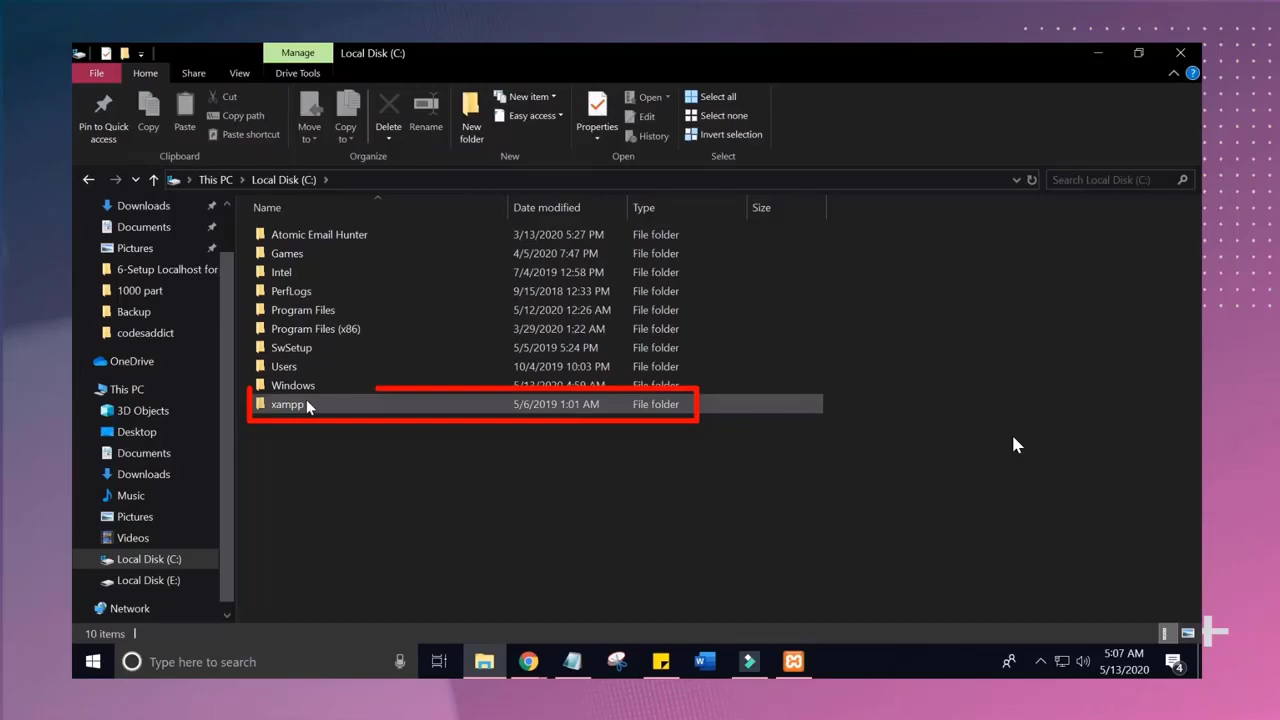 Manage
Local Disk (C:)
File
Home
Share
View
Drive Tools
Pin to Quick
access
Copy
Paste
Cut
Copy path
Paste shortcut
Clipboard
Move
to
Copy
to
Delete
Rename
Organize
New
folder
New item
Easy access
New
Properties
Open
Edit
History
Open
Select all
Select none
Invert selection
Select
This PC > Local Disk (C:) >
Search Local Disk (C:)
Downloads
Documents
Pictures
6-Setup Localhost for
1000 part
Backup
codesaddict
OneDrive
This PC
3D Objects
Desktop
Documents
Downloads
Music
Pictures
Videos
Local Disk (C:)
Local Disk (E:)
Network
Name Date modified Type Size
Atomic Email Hunter 3/13/2020 5:27 PM File folder
Games 4/5/2020 7:47 PM File folder
Intel 7/4/2019 12:58 PM File folder
PerfLogs 9/15/2018 12:33 PM File folder
Program Files 5/12/2020 12:26 AM File folder
Program Files (x86) 3/29/2020 1:22 AM File folder
SwSetup 5/5/2019 5:24 PM File folder
Users 10/4/2019 10:03 PM File folder
Windows 5/13/2020 4:59 AM File folder
xampp 5/6/2019 1:01 AM File folder
10 items
Type here to search
5:07 AM
5/13/2020
4